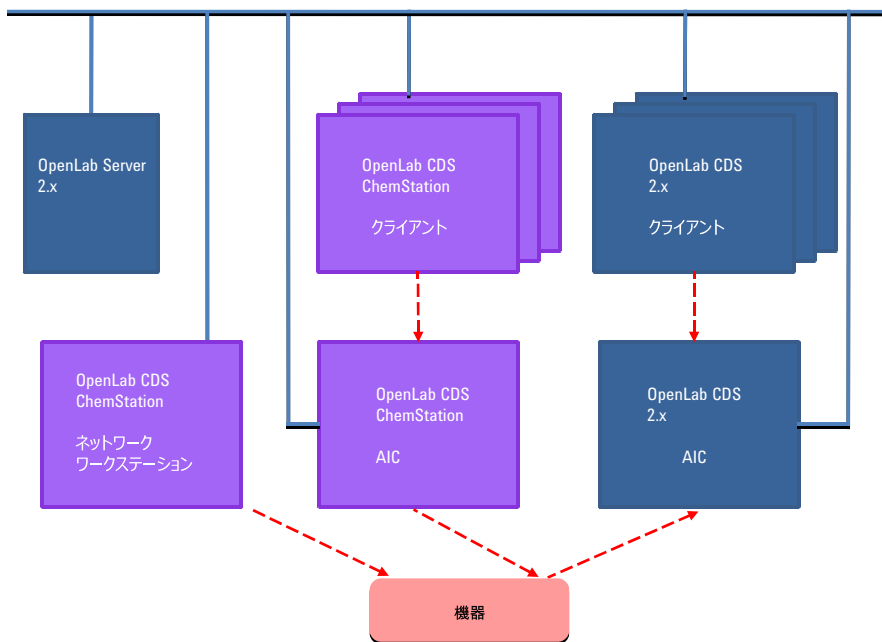 OpenLab Server
2.x
OpenLab CDS
ChemStation
クライアント
OpenLab CDS
2.x
クライアント
OpenLab CDS
ChemStation
ネットワーク
ワークステーション
OpenLab CDS
ChemStation
AIC
OpenLab CDS
2.x
AIC
機器